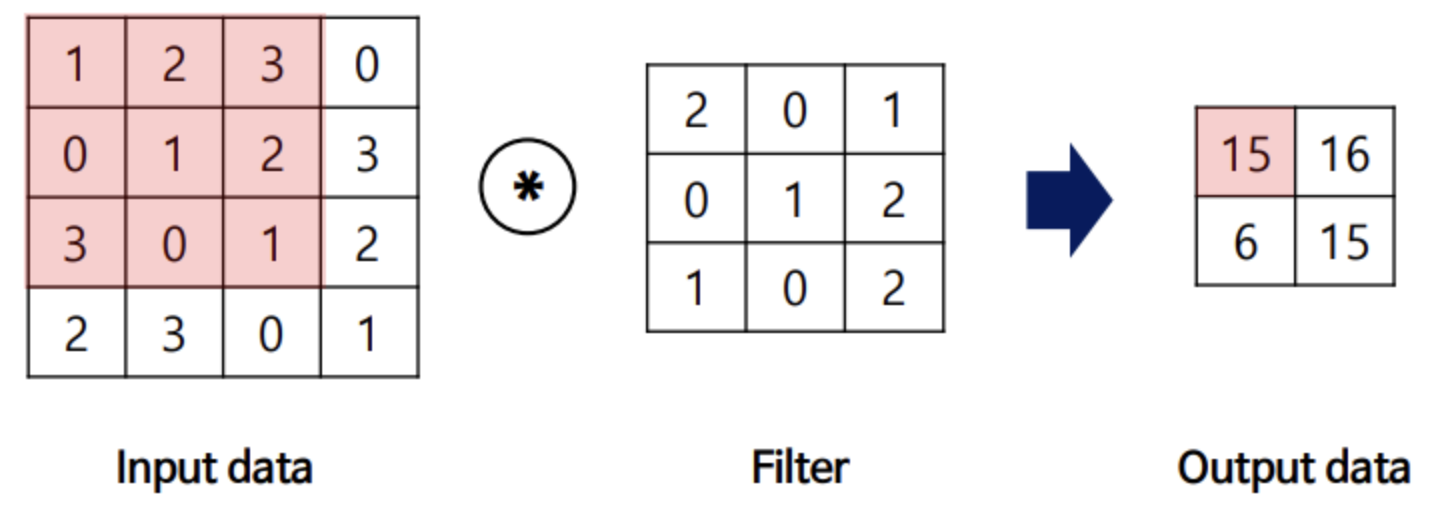 1 2 3 0
0 1 2 3
3 0 1 2
2 3 0 1
*
2 0 1
0 1 2
1 0 2
15 16
6 15
Input data
Filter
Output data